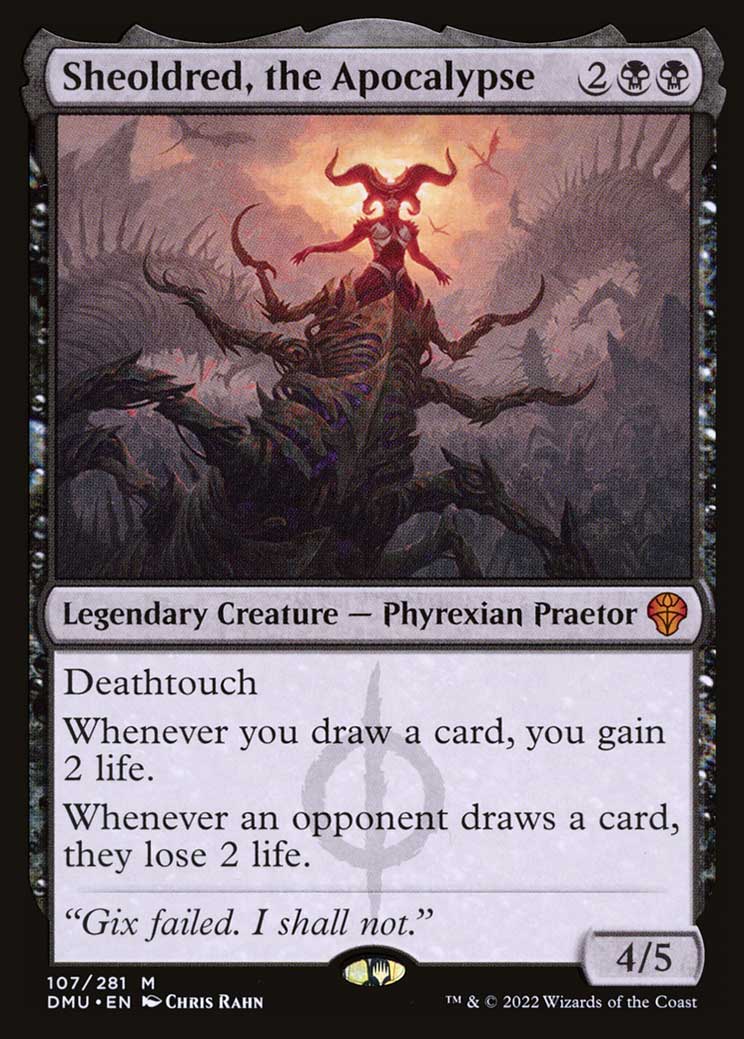 Sheoldred, the Apocalypse 2
Legendary Creature — Phyrexian Praetor
Deathtouch
Whenever you draw a card, you gain
2 life.
Whenever an opponent draws a card,
they lose 2 life.
“Gix failed. I shall not.”
4/5
107/281 M
DMU • EN Chris Rahn
™ & © 2022 Wizards of the Coast